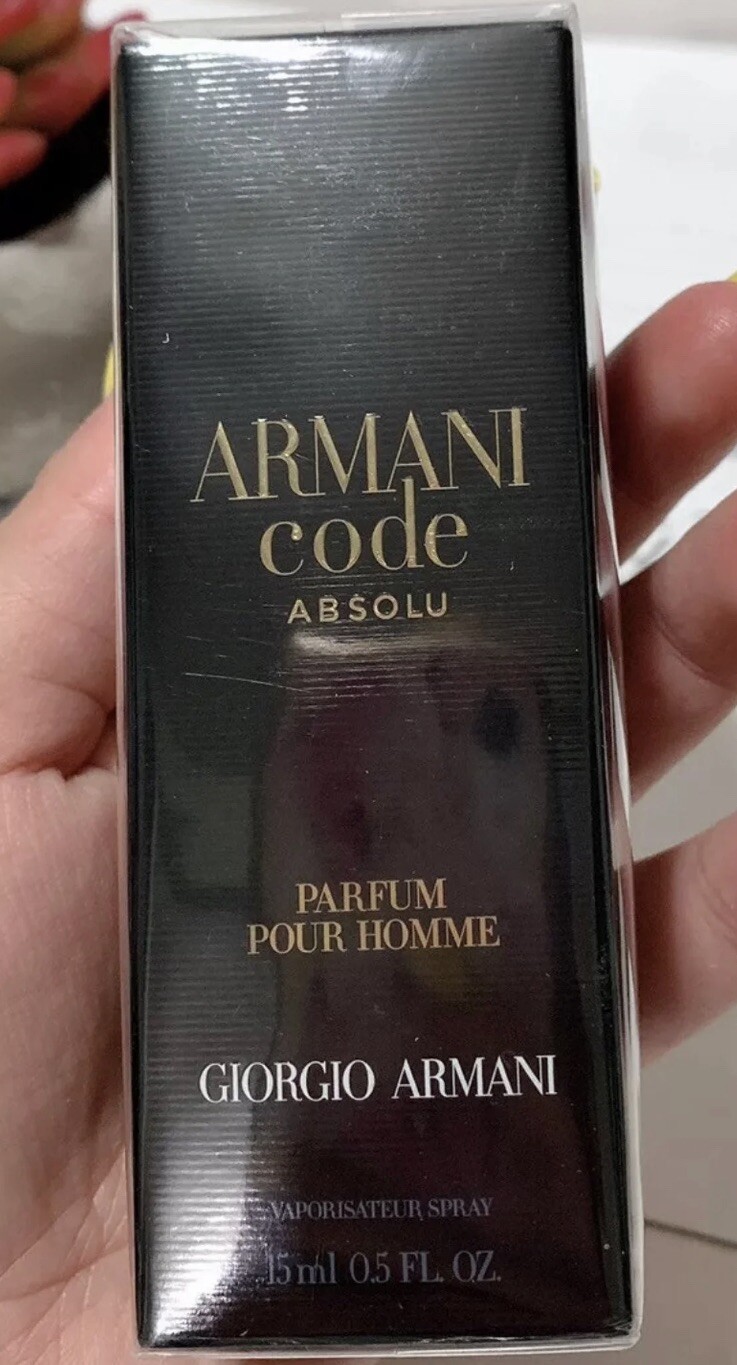 ARMANI
code
ABSOLU
PARFUM
POUR HOMME
GIORGIO ARMANI
VAPORISATEUR SPRAY
15 ml 0.5 FL. OZ.